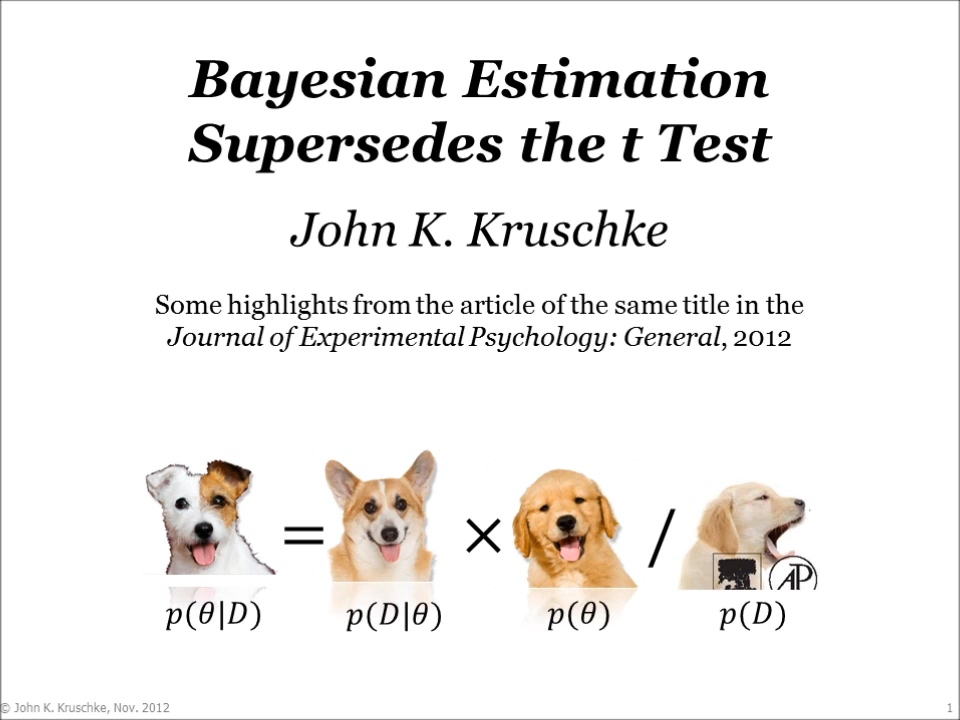 Bayesian Estimation
Supersedes the t Test
John K. Kruschke
Some highlights from the article of the same title in the
Journal of Experimental Psychology: General, 2012
= × /
AP
p(θ|D) p(D|θ) p(θ) p(D)
© John K. Kruschke, Nov. 2012 1